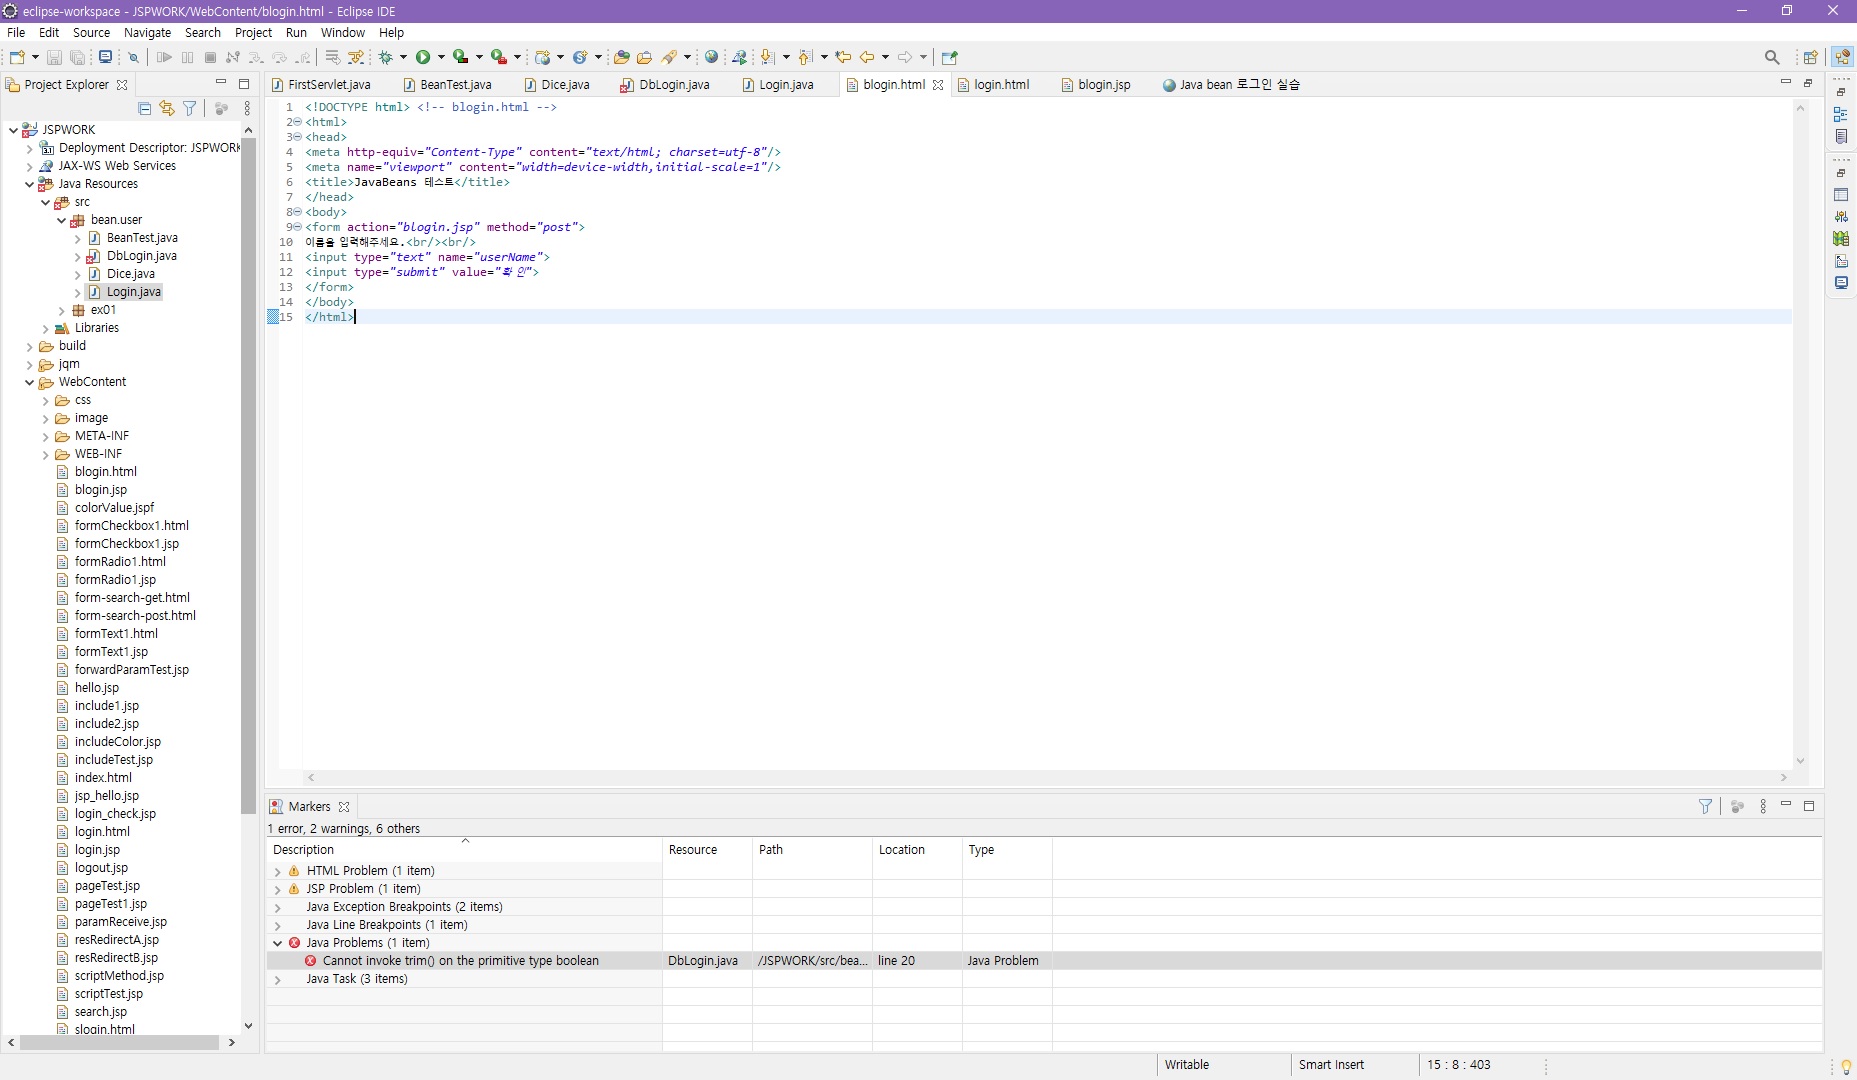 eclipse-workspace - JSPWORK/WebContent/blogin.html - Eclipse IDE
File Edit Source Navigate Search Project Run Window Help
Project Explorer
FirstServlet.java BeanTest.java Dice.java DbLogin.java Login.java blogin.html login.html blogin.jsp Java bean 로그인 실습
JSPWORK
Deployment Descriptor: JSPWORK
JAX-WS Web Services
Java Resources
src
bean.user
BeanTest.java
DbLogin.java
Dice.java
Login.java
ex01
Libraries
build
jqm
WebContent
css
image
META-INF
WEB-INF
blogin.html
blogin.jsp
colorValue.jspf
formCheckbox1.html
formCheckbox1.jsp
formRadio1.html
formRadio1.jsp
form-search-get.html
form-search-post.html
formText1.html
formText1.jsp
forwardParamTest.jsp
hello.jsp
include1.jsp
include2.jsp
includeColor.jsp
includeTest.jsp
index.html
jsp_hello.jsp
login_check.jsp
login.html
login.jsp
logout.jsp
pageTest.jsp
pageTest1.jsp
paramReceive.jsp
resRedirectA.jsp
resRedirectB.jsp
scriptMethod.jsp
scriptTest.jsp
search.jsp
slogin.html
1 <!DOCTYPE html> <!-- blogin.html -->
2 <html>
3 <head>
4 <meta http-equiv="Content-Type" content="text/html; charset=utf-8"/>
5 <meta name="viewport" content="width=device-width,initial-scale=1"/>
6 <title>JavaBeans 테스트</title>
7 </head>
8 <body>
9 <form action="blogin.jsp" method="post">
10 이름을 입력해주세요.<br/><br/>
11 <input type="text" name="userName">
12 <input type="submit" value="확인">
13 </form>
14 </body>
15 </html>
Markers
1 error, 2 warnings, 6 others
Description Resource Path Location Type
HTML Problem (1 item)
JSP Problem (1 item)
Java Exception Breakpoints (2 items)
Java Line Breakpoints (1 item)
Java Problems (1 item)
Cannot invoke trim() on the primitive type boolean DbLogin.java /JSPWORK/src/bea... line 20 Java Problem
Java Task (3 items)
Writable Smart Insert 15 : 8 : 403